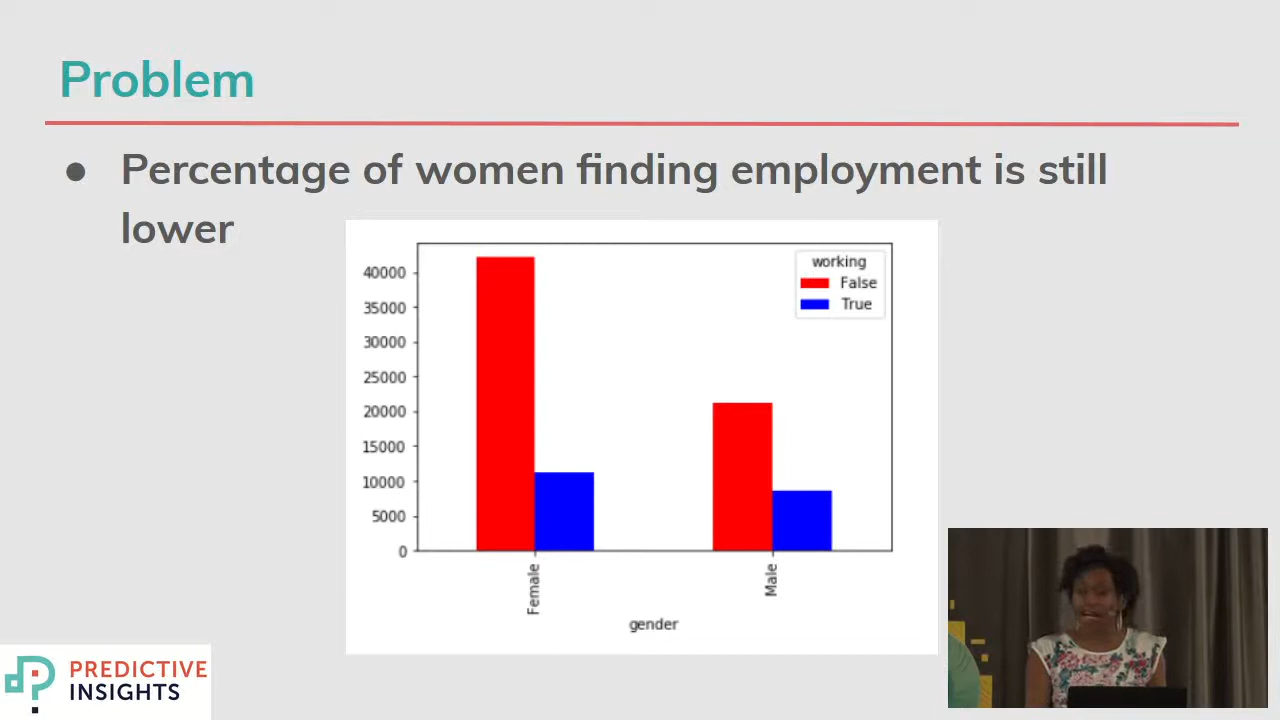 Problem
● Percentage of women finding employment is still
lower
working
False
True
40000
35000
30000
25000
20000
15000
10000
5000
0
Female
Male
gender
PREDICTIVE
INSIGHTS